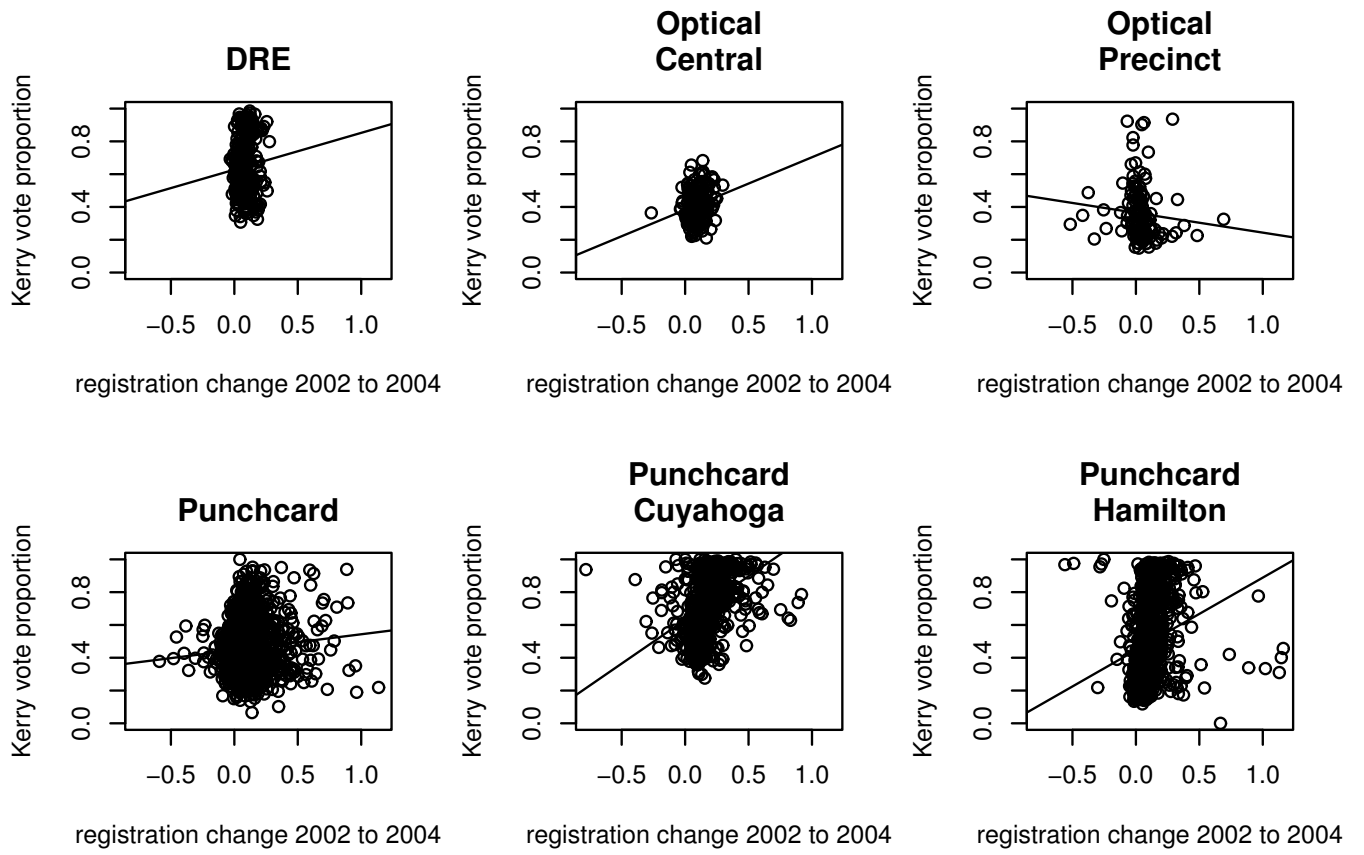 DRE
Kerry vote proportion
0.0 0.4 0.8
−0.5 0.0 0.5 1.0
registration change 2002 to 2004
Optical
Central
Kerry vote proportion
0.0 0.4 0.8
−0.5 0.0 0.5 1.0
registration change 2002 to 2004
Optical
Precinct
Kerry vote proportion
0.0 0.4 0.8
−0.5 0.0 0.5 1.0
registration change 2002 to 2004
Punchcard
Kerry vote proportion
0.0 0.4 0.8
−0.5 0.0 0.5 1.0
registration change 2002 to 2004
Punchcard
Cuyahoga
Kerry vote proportion
0.0 0.4 0.8
−0.5 0.0 0.5 1.0
registration change 2002 to 2004
Punchcard
Hamilton
Kerry vote proportion
0.0 0.4 0.8
−0.5 0.0 0.5 1.0
registration change 2002 to 2004